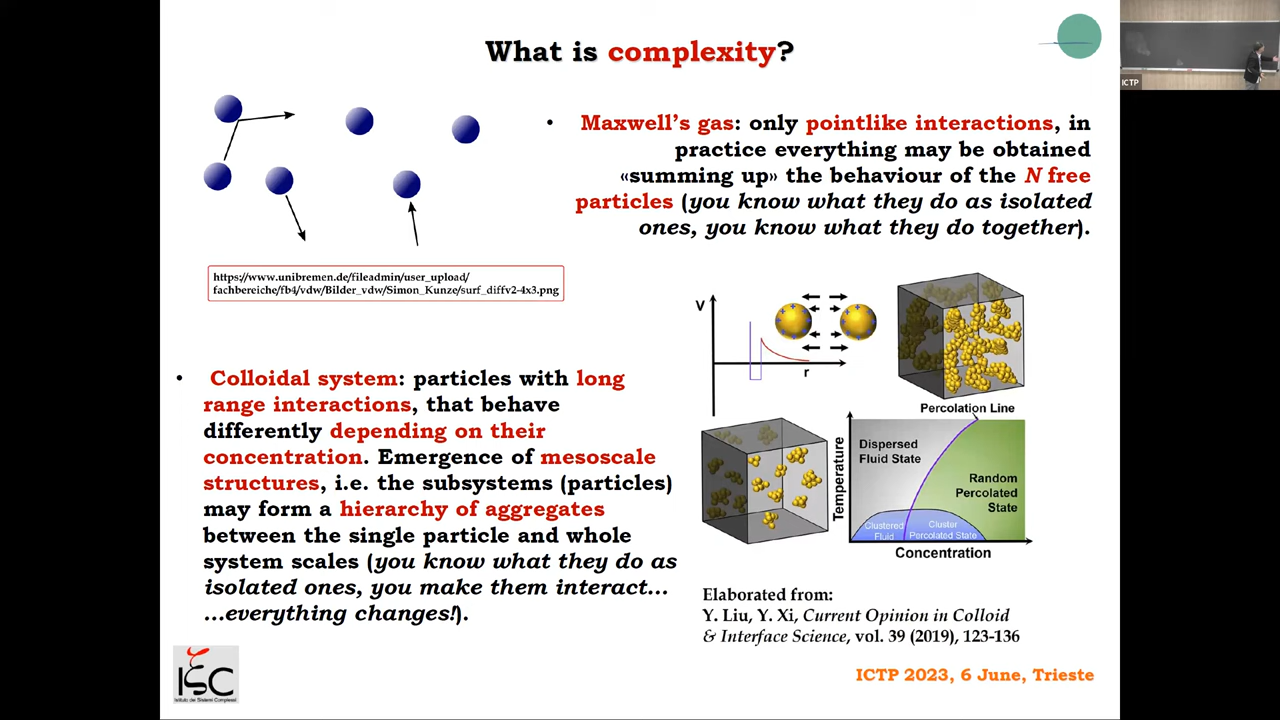 What is complexity?
ICTP
• Maxwell's gas: only pointlike interactions, in
practice everything may be obtained
«summing up» the behaviour of the N free
particles (you know what they do as isolated
ones, you know what they do together).
https://www.unibremen.de/fileadmin/user_upload/
fachbereiche/fb4/vdw/Bilder_vdw/Simon_Kunze/surf_diffv2-4x3.png
V
r
Percolation Line
Temperature
Dispersed
Fluid State
Random
Percolated
State
Clustered
Fluid
Cluster
Percolated State
Concentration
• Colloidal system: particles with long
range interactions, that behave
differently depending on their
concentration. Emergence of mesoscale
structures, i.e. the subsystems (particles)
may form a hierarchy of aggregates
between the single particle and whole
system scales (you know what they do as
isolated ones, you make them interact...
...everything changes!).
Elaborated from:
Y. Liu, Y. Xi, Current Opinion in Colloid
& Interface Science, vol. 39 (2019), 123-136
ISC
Istituto dei Sistemi Complessi
ICTP 2023, 6 June, Trieste